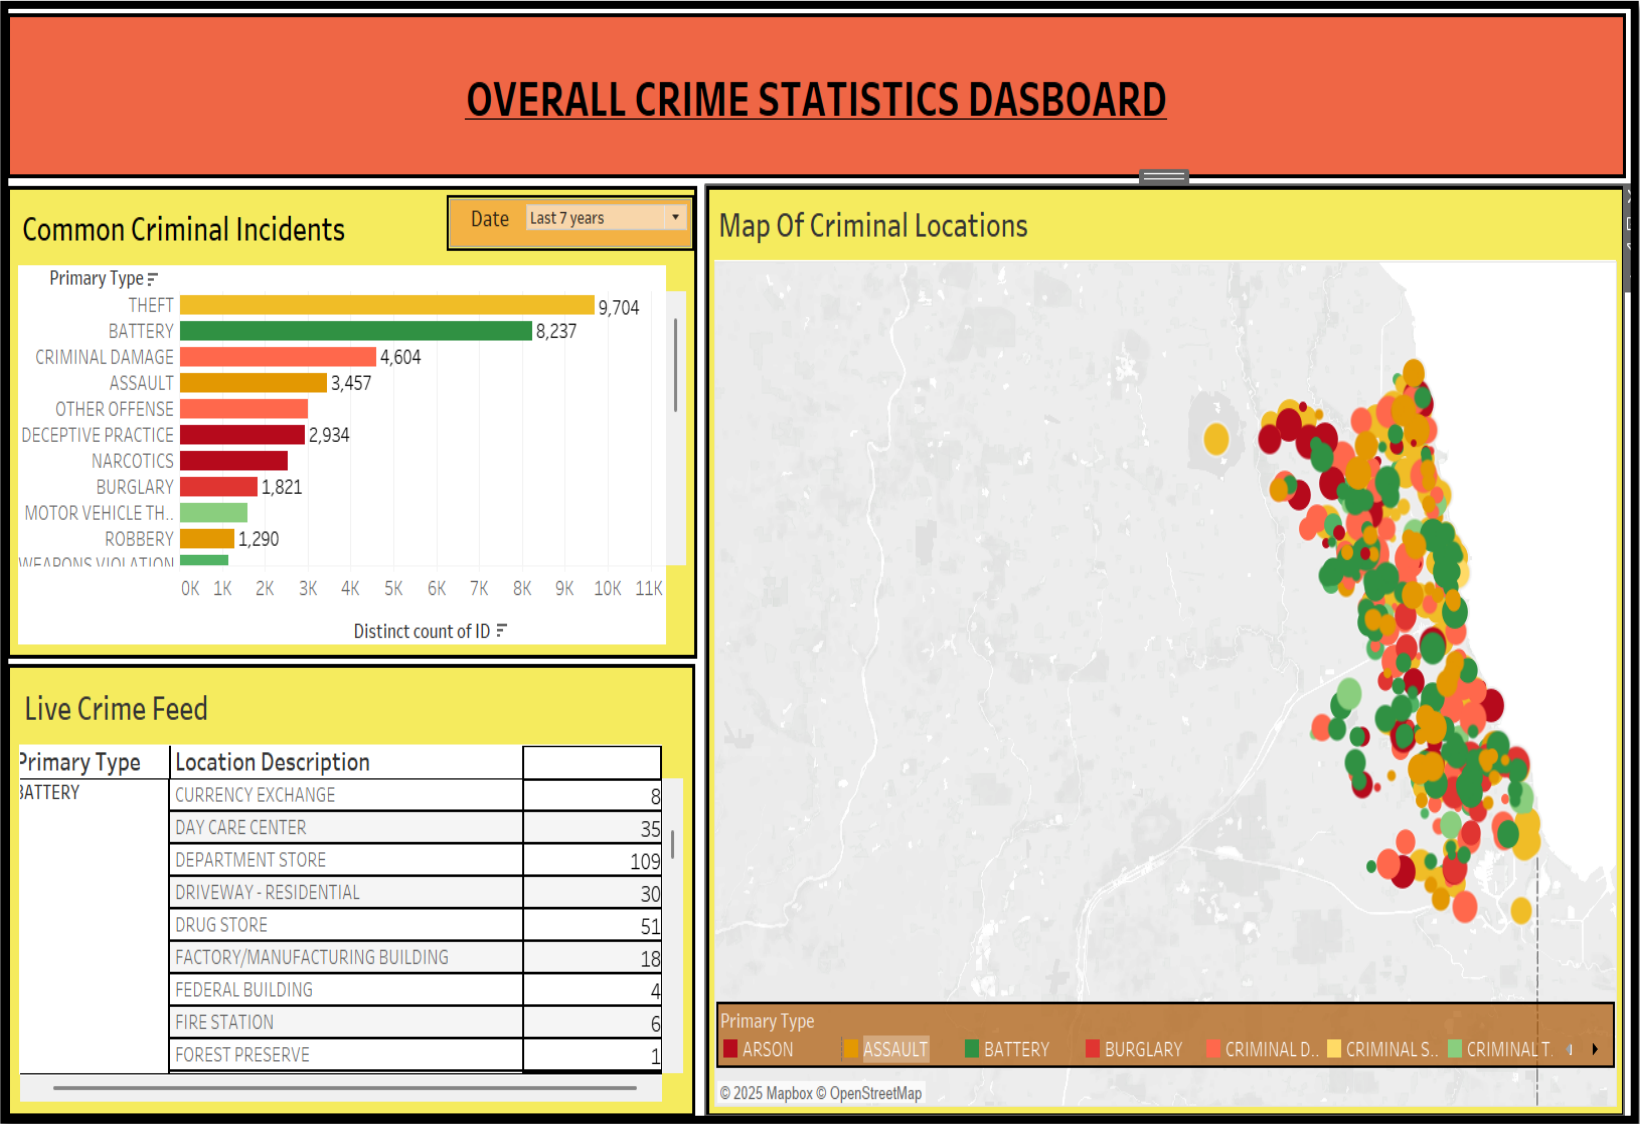 OVERALL CRIME STATISTICS DASBOARD
Common Criminal Incidents
Date Last 7 years
Primary Type
THEFT 9,704
BATTERY 8,237
CRIMINAL DAMAGE 4,604
ASSAULT 3,457
OTHER OFFENSE
DECEPTIVE PRACTICE 2,934
NARCOTICS
BURGLARY 1,821
MOTOR VEHICLE TH..
ROBBERY 1,290
WEAPONS VIOLATION
0K 1K 2K 3K 4K 5K 6K 7K 8K 9K 10K 11K
Distinct count of ID
Live Crime Feed
Primary Type Location Description
BATTERY CURRENCY EXCHANGE 8
DAY CARE CENTER 35
DEPARTMENT STORE 109
DRIVEWAY - RESIDENTIAL 30
DRUG STORE 51
FACTORY/MANUFACTURING BUILDING 18
FEDERAL BUILDING 4
FIRE STATION 6
FOREST PRESERVE 1
Map Of Criminal Locations
Primary Type
ARSON ASSAULT BATTERY BURGLARY CRIMINAL D.. CRIMINAL S.. CRIMINAL T.
© 2025 Mapbox © OpenStreetMap